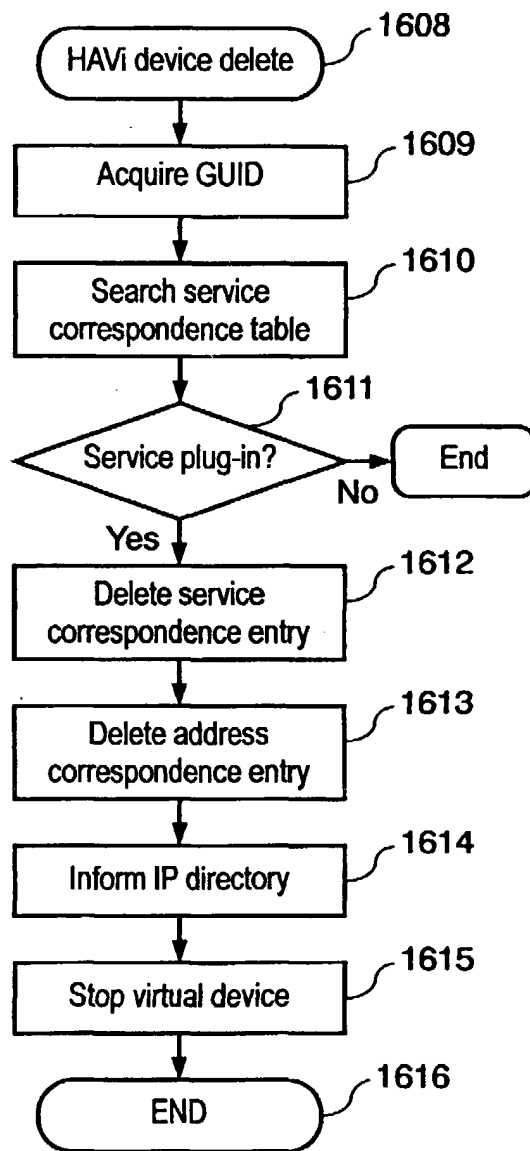 1608
HAVi device delete
1609
Acquire GUID
1610
Search service
correspondence table
1611
Service plug-in?
End
No
Yes
1612
Delete service
correspondence entry
1613
Delete address
correspondence entry
1614
Inform IP directory
1615
Stop virtual device
1616
END